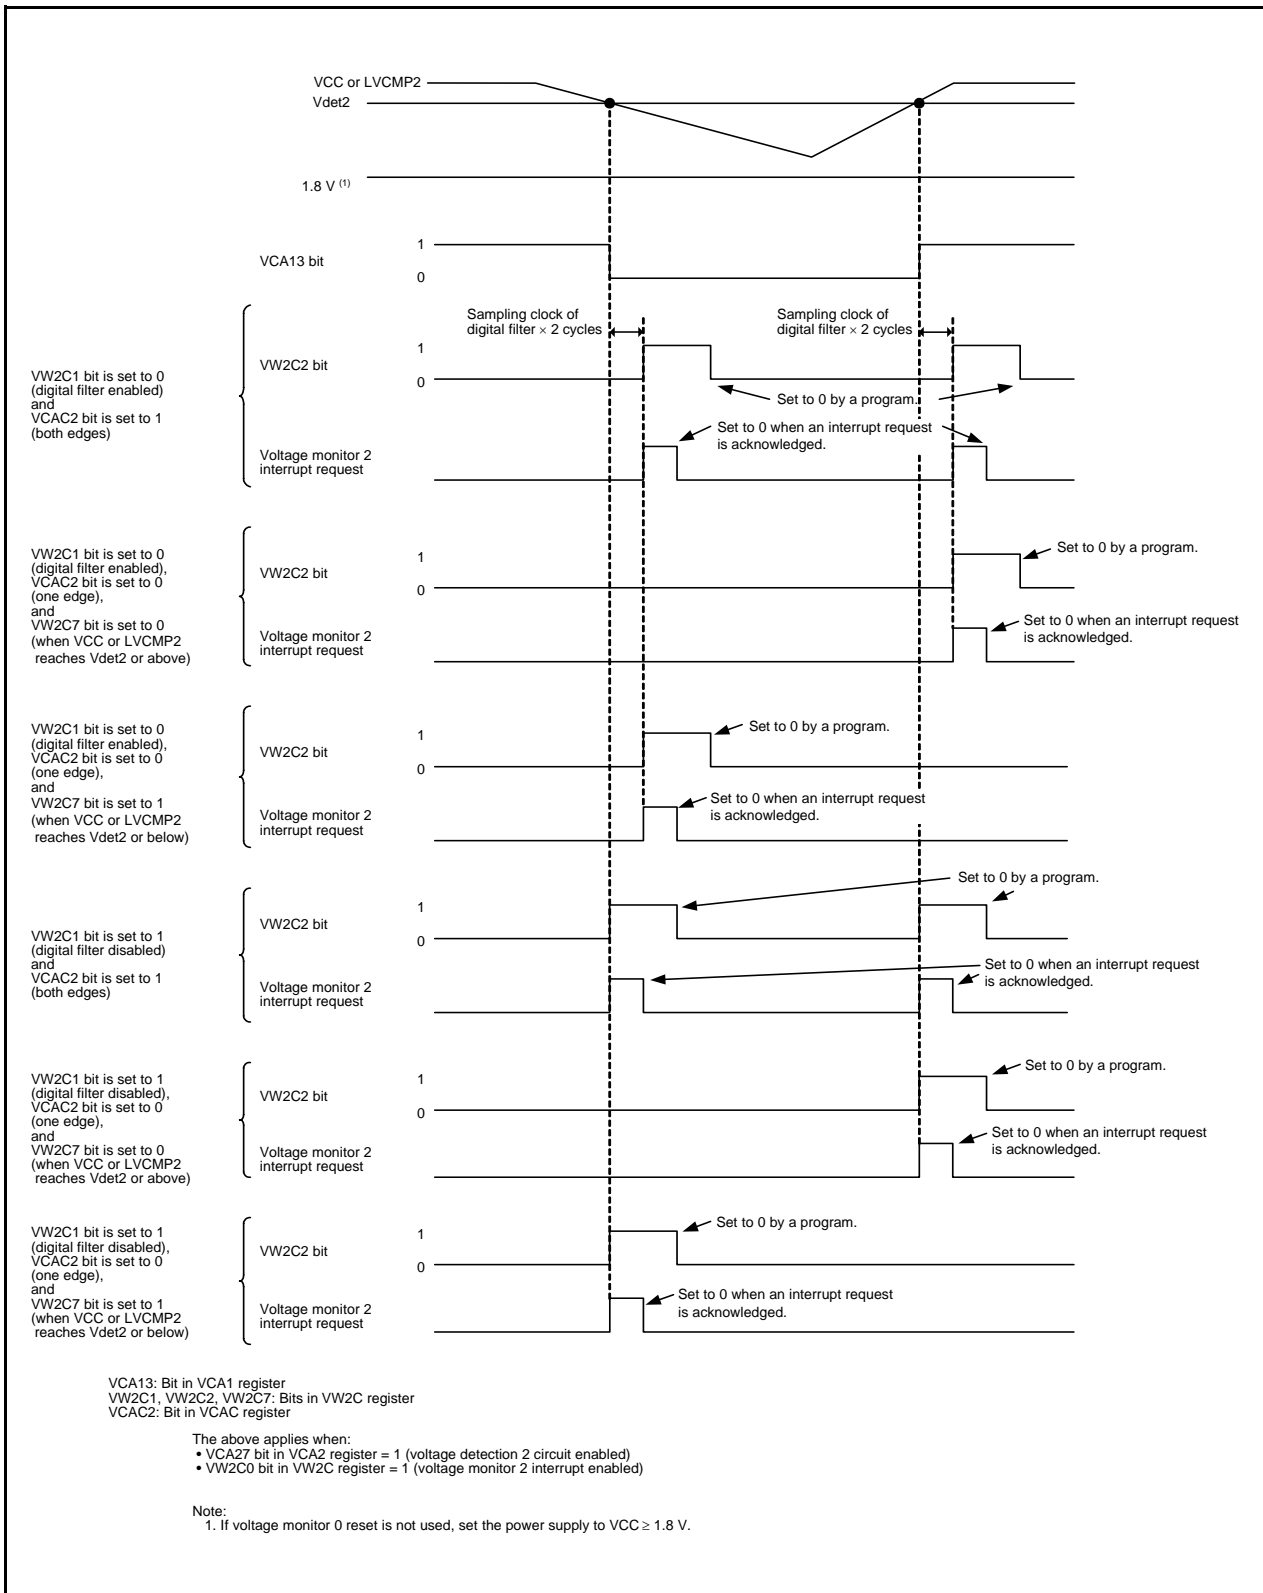 VCC or LVCMP2
Vdet2
1.8 V (1)
VCA13 bit
1
0
Sampling clock of
digital filter × 2 cycles
Sampling clock of
digital filter × 2 cycles
VW2C1 bit is set to 0
(digital filter enabled)
and
VCAC2 bit is set to 1
(both edges)
VW2C2 bit
1
0
Set to 0 by a program.
Voltage monitor 2
interrupt request
Set to 0 when an interrupt request
is acknowledged.
VW2C1 bit is set to 0
(digital filter enabled),
VCAC2 bit is set to 0
(one edge),
and
VW2C7 bit is set to 0
(when VCC or LVCMP2
reaches Vdet2 or above)
VW2C2 bit
1
0
Set to 0 by a program.
Voltage monitor 2
interrupt request
Set to 0 when an interrupt request
is acknowledged.
VW2C1 bit is set to 0
(digital filter enabled),
VCAC2 bit is set to 0
(one edge),
and
VW2C7 bit is set to 1
(when VCC or LVCMP2
reaches Vdet2 or below)
VW2C2 bit
1
0
Set to 0 by a program.
Voltage monitor 2
interrupt request
Set to 0 when an interrupt request
is acknowledged.
VW2C1 bit is set to 1
(digital filter disabled)
and
VCAC2 bit is set to 1
(both edges)
VW2C2 bit
1
0
Set to 0 by a program.
Voltage monitor 2
interrupt request
Set to 0 when an interrupt request
is acknowledged.
VW2C1 bit is set to 1
(digital filter disabled),
VCAC2 bit is set to 0
(one edge),
and
VW2C7 bit is set to 0
(when VCC or LVCMP2
reaches Vdet2 or above)
VW2C2 bit
1
0
Set to 0 by a program.
Voltage monitor 2
interrupt request
Set to 0 when an interrupt request
is acknowledged.
VW2C1 bit is set to 1
(digital filter disabled),
VCAC2 bit is set to 0
(one edge),
and
VW2C7 bit is set to 1
(when VCC or LVCMP2
reaches Vdet2 or below)
VW2C2 bit
1
0
Set to 0 by a program.
Voltage monitor 2
interrupt request
Set to 0 when an interrupt request
is acknowledged.
VCA13: Bit in VCA1 register
VW2C1, VW2C2, VW2C7: Bits in VW2C register
VCAC2: Bit in VCAC register
The above applies when:
• VCA27 bit in VCA2 register = 1 (voltage detection 2 circuit enabled)
• VW2C0 bit in VW2C register = 1 (voltage monitor 2 interrupt enabled)
Note:
1. If voltage monitor 0 reset is not used, set the power supply to VCC ≥ 1.8 V.